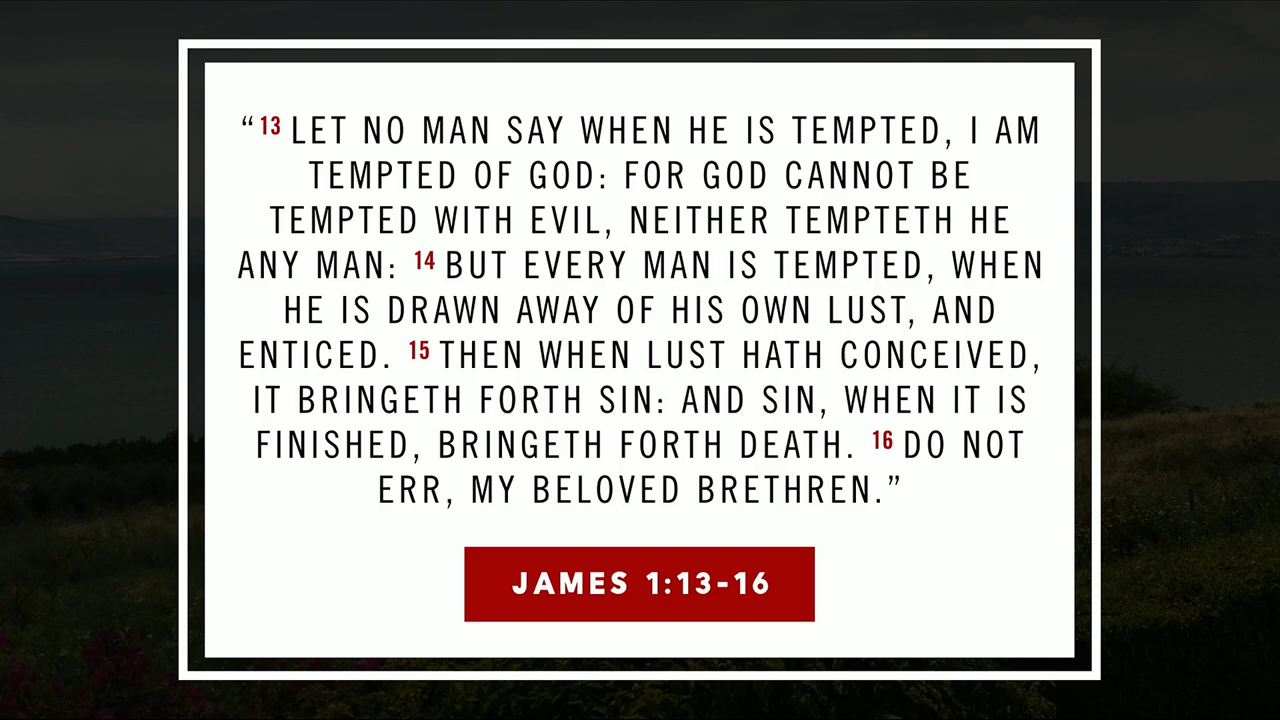 “13 LET NO MAN SAY WHEN HE IS TEMPTED, I AM
TEMPTED OF GOD: FOR GOD CANNOT BE
TEMPTED WITH EVIL, NEITHER TEMPTETH HE
ANY MAN: 14 BUT EVERY MAN IS TEMPTED, WHEN
HE IS DRAWN AWAY OF HIS OWN LUST, AND
ENTICED. 15 THEN WHEN LUST HATH CONCEIVED,
IT BRINGETH FORTH SIN: AND SIN, WHEN IT IS
FINISHED, BRINGETH FORTH DEATH. 16 DO NOT
ERR, MY BELOVED BRETHREN.”
JAMES 1:13-16